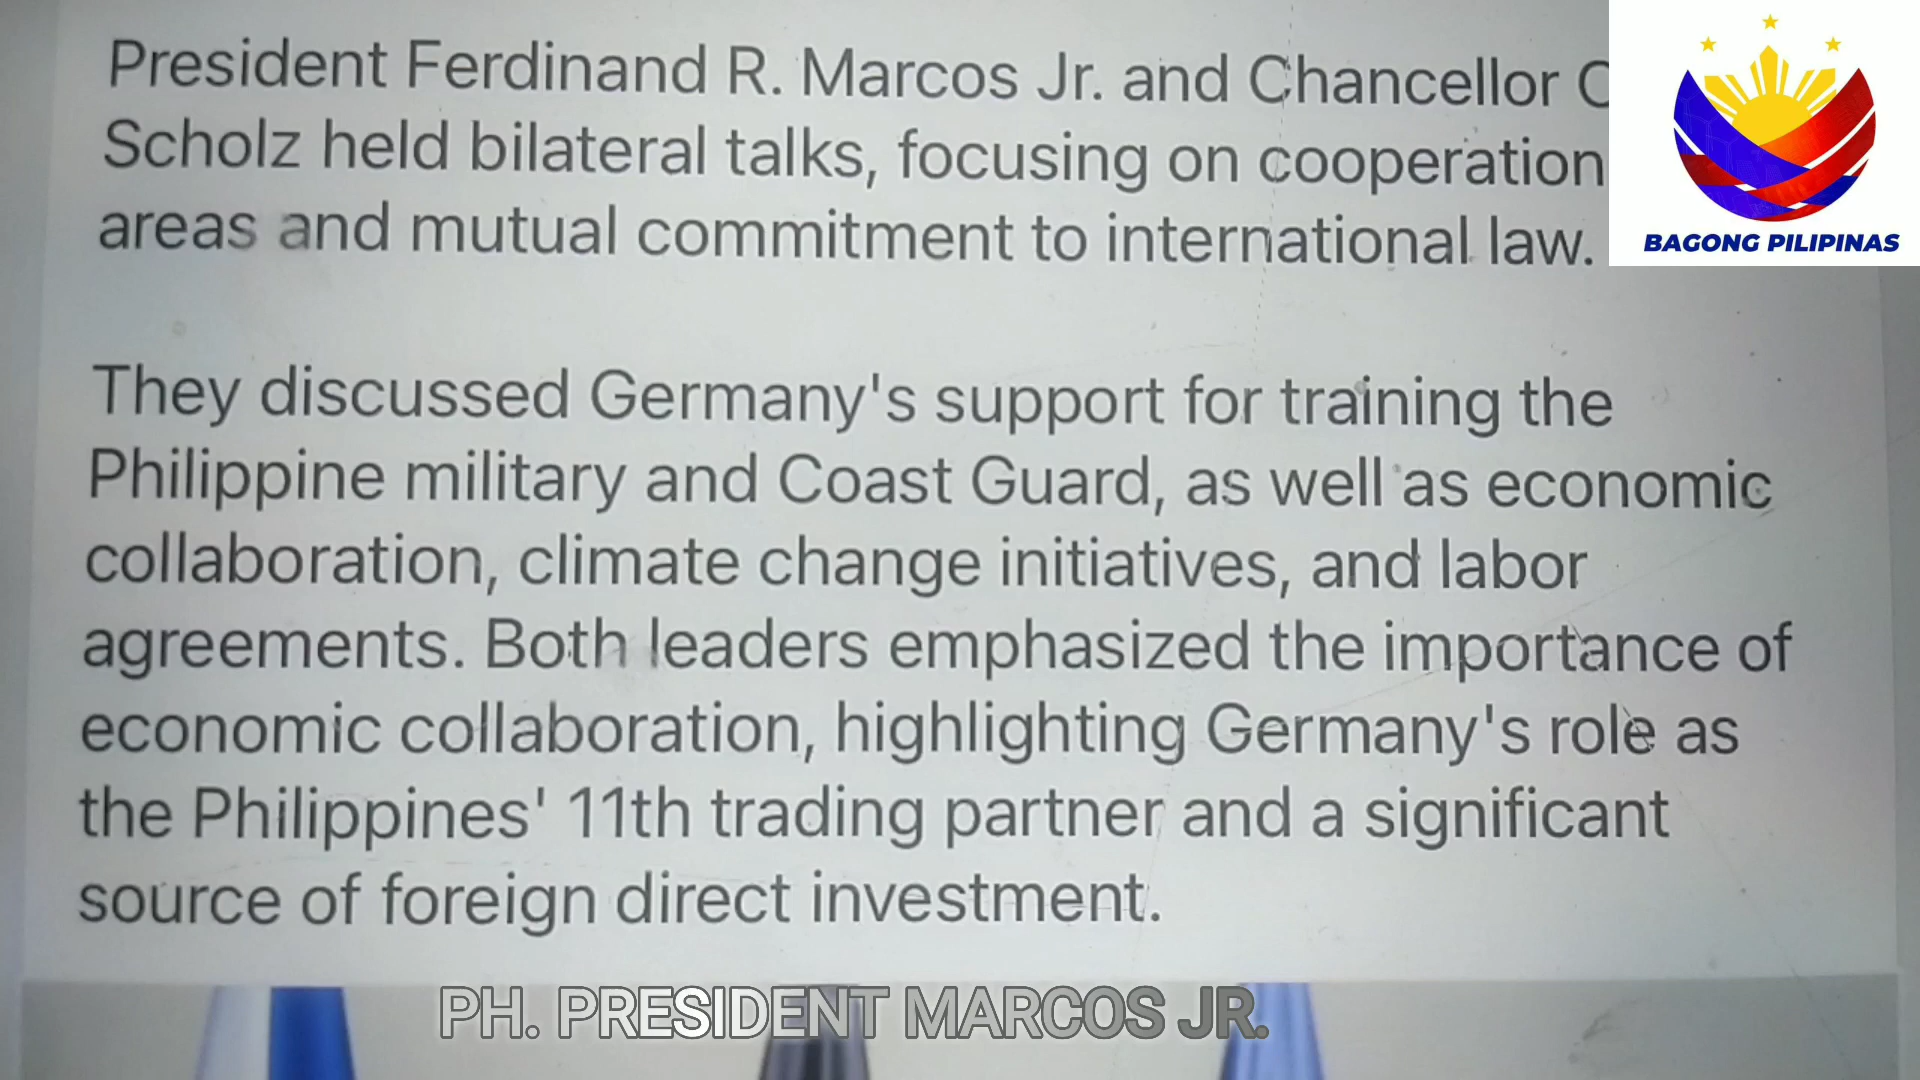 President Ferdinand R. Marcos Jr. and Chancellor
Scholz held bilateral talks, focusing on cooperation
areas and mutual commitment to international law.
BAGONG PILIPINAS
They discussed Germany's support for training the
Philippine military and Coast Guard, as well as economic
collaboration, climate change initiatives, and labor
agreements. Both leaders emphasized the importance of
economic collaboration, highlighting Germany's role as
the Philippines' 11th trading partner and a significant
source of foreign direct investment.
PH. PRESIDENT MARCOS JR.